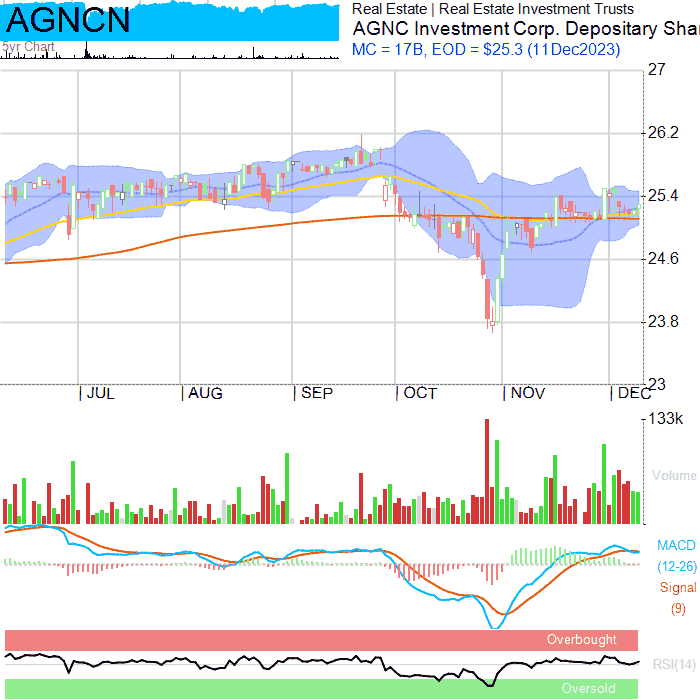 AGNCN
Real Estate | Real Estate Investment Trusts
AGNC Investment Corp. Depositary Shar
MC = 17B, EOD = $25.3 (11Dec2023)
5yr Chart
27
26.2
25.4
24.6
23.8
23
| JUL | AUG | SEP | OCT | NOV | DEC
133k
Volume
MACD
(12-26)
Signal
(9)
Overbought
RSI(14)
Oversold